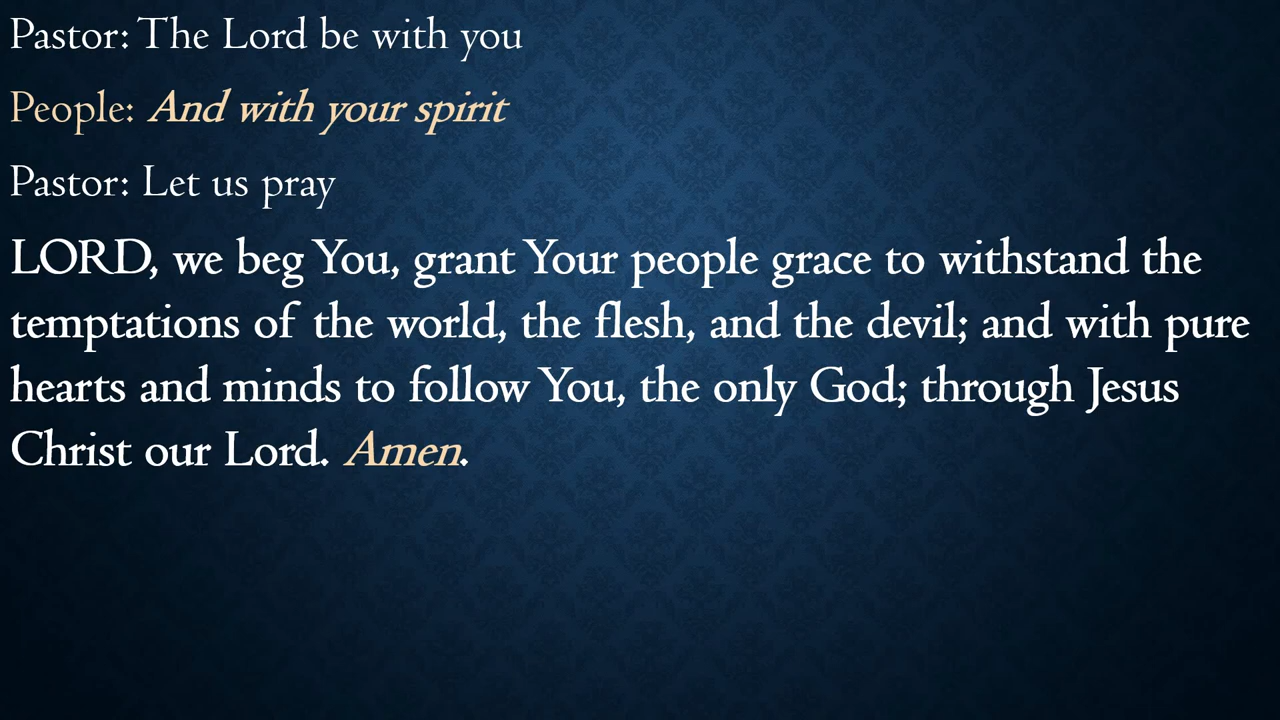 Pastor: The Lord be with you
People: And with your spirit
Pastor: Let us pray
LORD, we beg You, grant Your people grace to withstand the
temptations of the world, the flesh, and the devil; and with pure
hearts and minds to follow You, the only God; through Jesus
Christ our Lord. Amen.